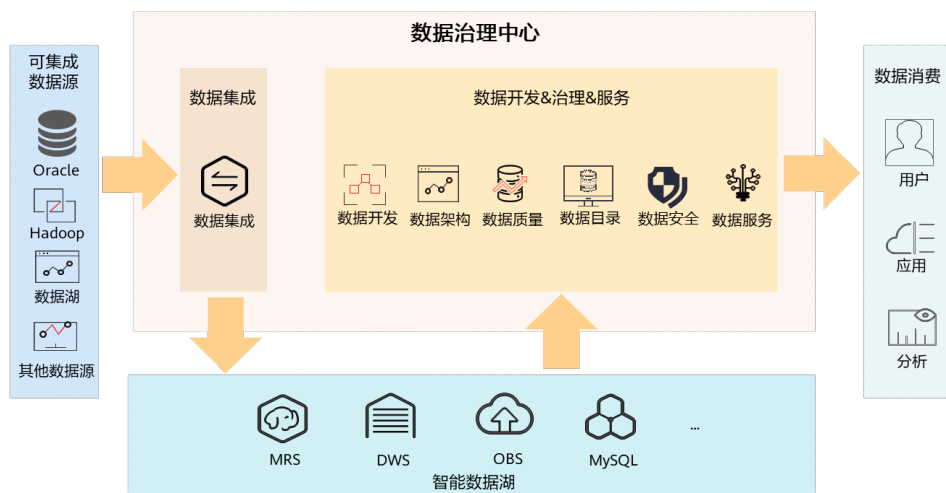 数据治理中心
可集成
数据源
Oracle
Hadoop
数据湖
其他数据源
数据集成
数据集成
数据开发&治理&服务
数据开发
数据架构
数据质量
数据目录
数据安全
数据服务
数据消费
用户
应用
分析
MRS
DWS
OBS
MySQL
...
智能数据湖